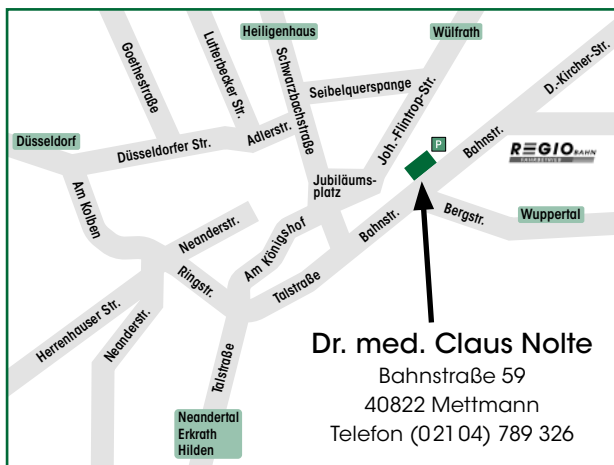 Heiligenhaus
Wülfrath
Goethestraße
Lutterbecker Str.
Schwarzbachstraße
Seibelquerspange
Joh.-Flintrop-Str.
D.-Kircher-Str.
Düsseldorf
Düsseldorfer Str.
Adlerstr.
P
Bahnstr.
REGIOBAHN
FAHRBETRIEB
Am Kolben
Jubiläums-
platz
Neanderstr.
Am Königshof
Bahnstr.
Bergstr.
Wuppertal
Ringstr.
Talstraße
Herrenhauser Str.
Neanderstr.
Talstraße
Neandertal
Erkrath
Hilden
Dr. med. Claus Nolte
Bahnstraße 59
40822 Mettmann
Telefon (02104) 789 326